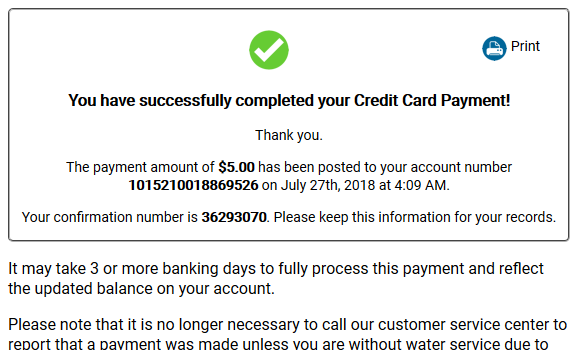 Print
You have successfully completed your Credit Card Payment!
Thank you.
The payment amount of $5.00 has been posted to your account number
1015210018869526 on July 27th, 2018 at 4:09 AM.
Your confirmation number is 36293070. Please keep this information for your records.
It may take 3 or more banking days to fully process this payment and reflect
the updated balance on your account.
Please note that it is no longer necessary to call our customer service center to
report that a payment was made unless you are without water service due to